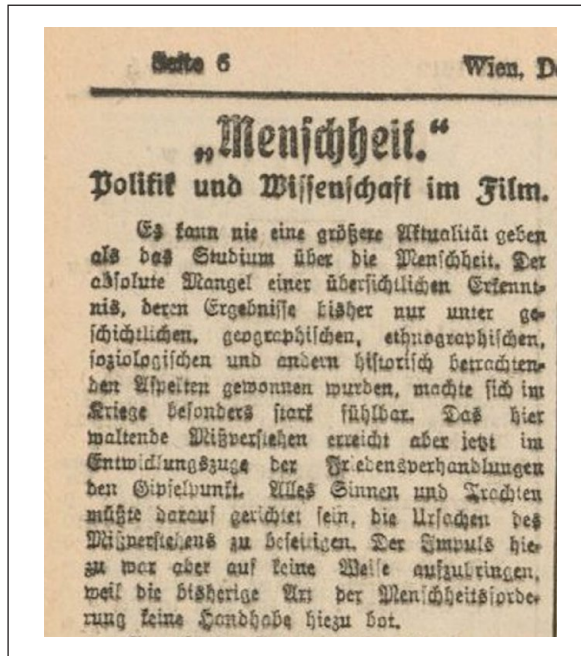 Seite 6 Wien, D
„Menschheit.“
Politik und Wissenschaft im Film.
Es kann nie eine größere Aktualität geben
als das Studium über die Menschheit. Der
absolute Mangel einer übersichtlichen Erkennt-
nis, deren Ergebnisse bisher nur unter ge-
schichtlichen, geographischen, ethnographischen,
soziologischen und andern historisch betrachten-
den Aspekten gewonnen wurden, machte sich im
Kriege besonders stark fühlbar. Das hier
waltende Mißverstehen erreicht aber jetzt im
Entwicklungszuge der Friedensverhandlungen
den Gipfelpunkt. Alles Sinnen und Trachten
müßte darauf gerichtet sein, die Ursachen des
Mißverstehens zu beseitigen. Der Impuls hie-
zu war aber auf keine Weise aufzubringen,
weil die bisherige Art der Menschheitsforde-
rung keine Handhabe hiezu bot.